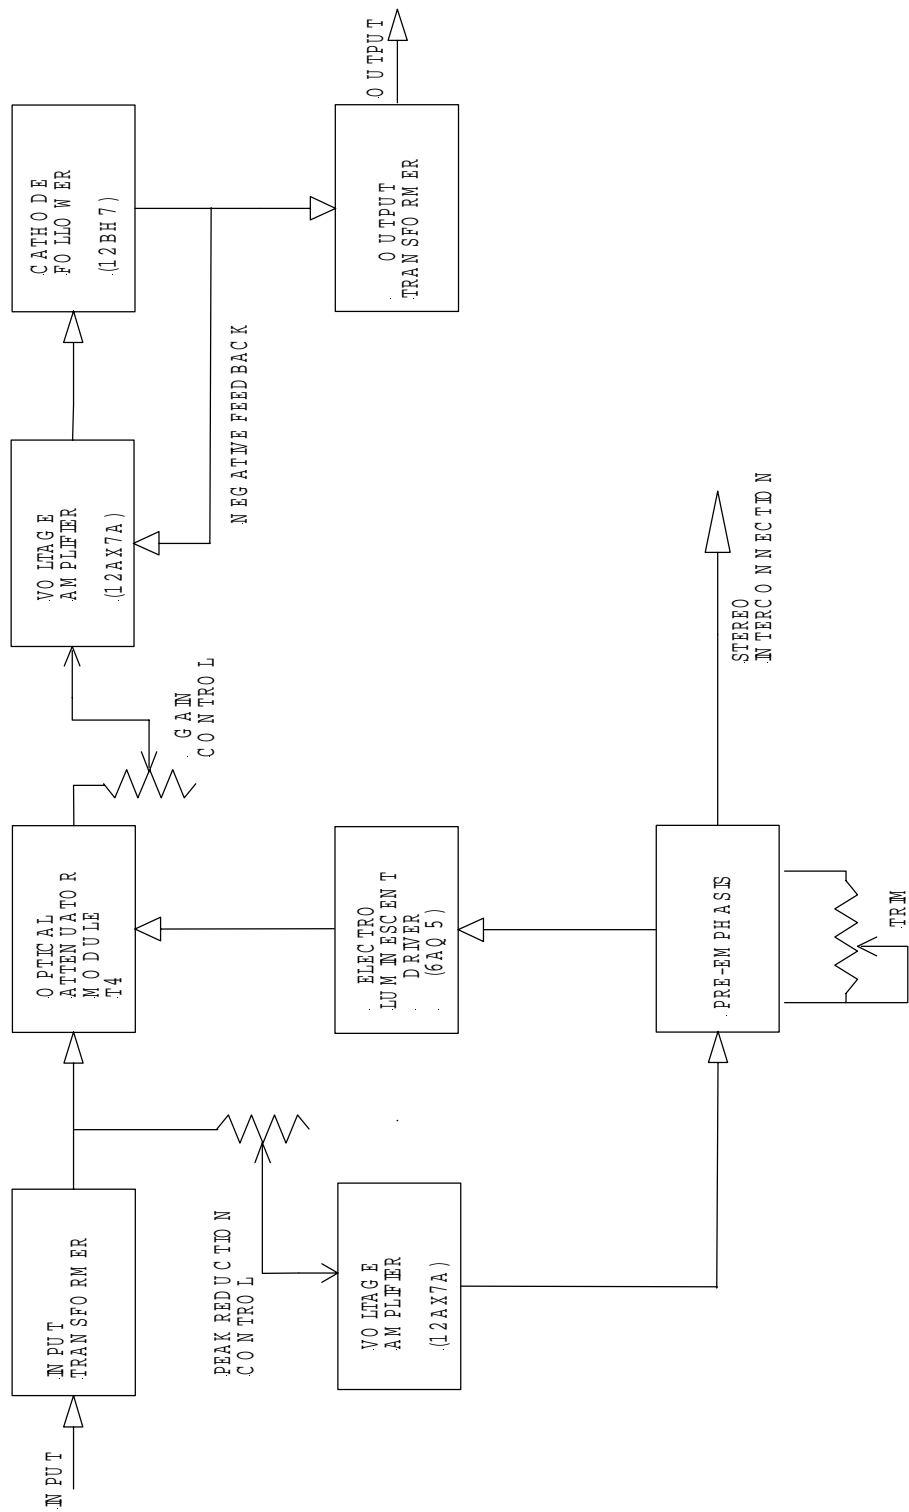 INPUT
INPUT
TRANSFORMER
OPTICAL
ATTENUATOR
MODULE
T4
GAIN
CONTROL
VOLTAGE
AMPLIFIER
(12AX7A)
CATHODE
FOLLOWER
(12BH7)
NEGATIVE FEEDBACK
PEAK REDUCTION
CONTROL
VOLTAGE
AMPLIFIER
(12AX7A)
ELECTRO
LUMINESCENT
DRIVER
(6AQ5)
OUTPUT
TRANSFORMER
OUTPUT
PRE-EMPHASIS
STEREO
INTERCONNECTION
TRIM